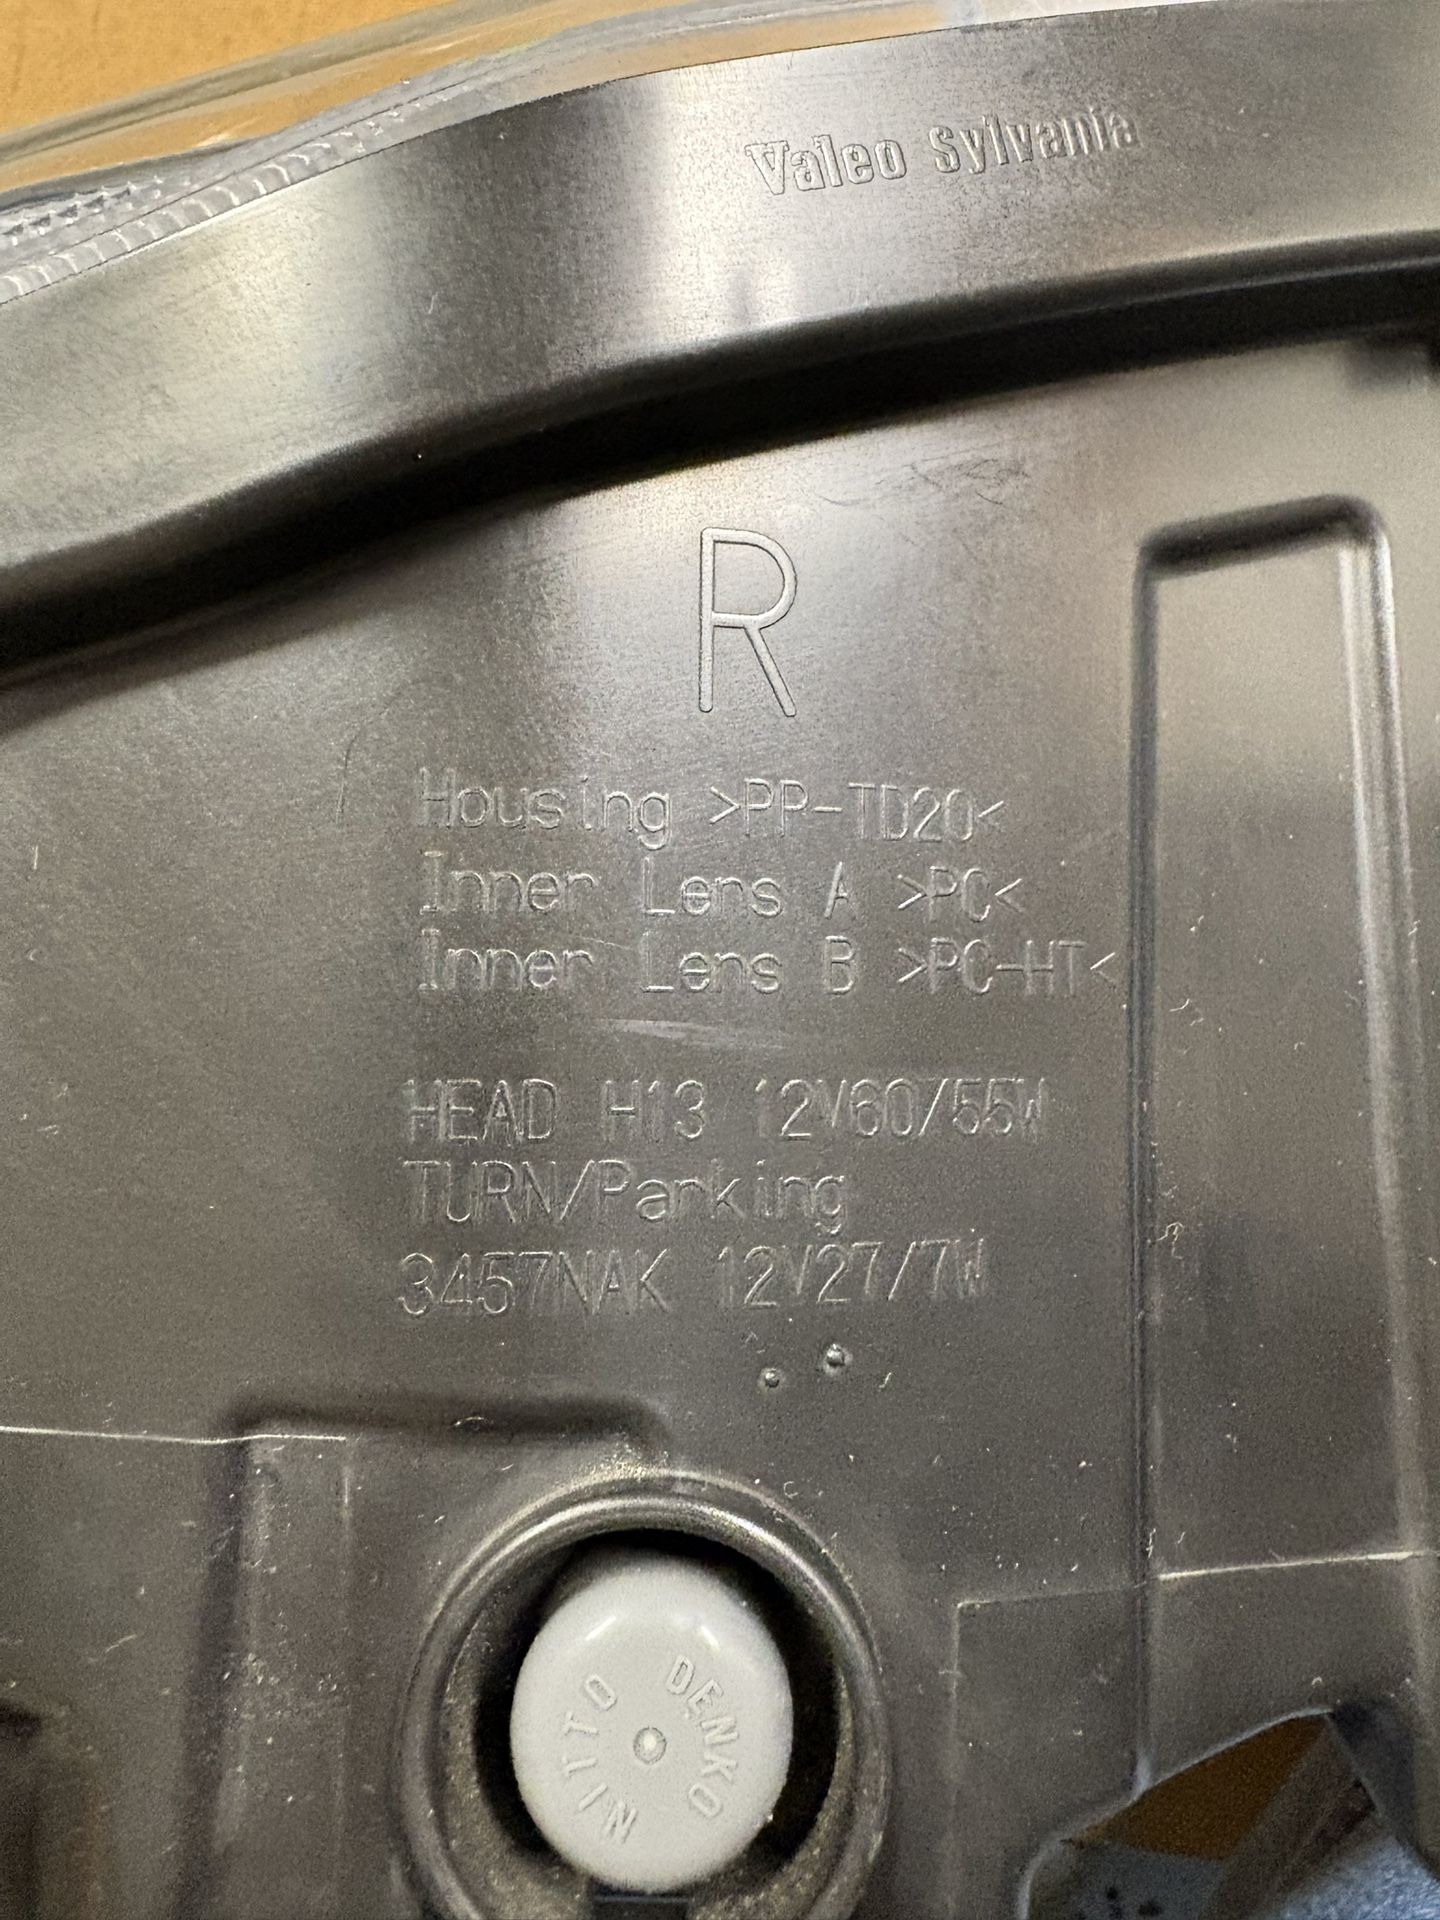 Valeo Sylvania
R
Housing >PP-TD20<
Inner Lens A >PC<
Inner Lens B >PC-HT<
HEAD H13 12V60/55W
TURN/Parking
3457NAK 12V27/7W
NITTO DENKO